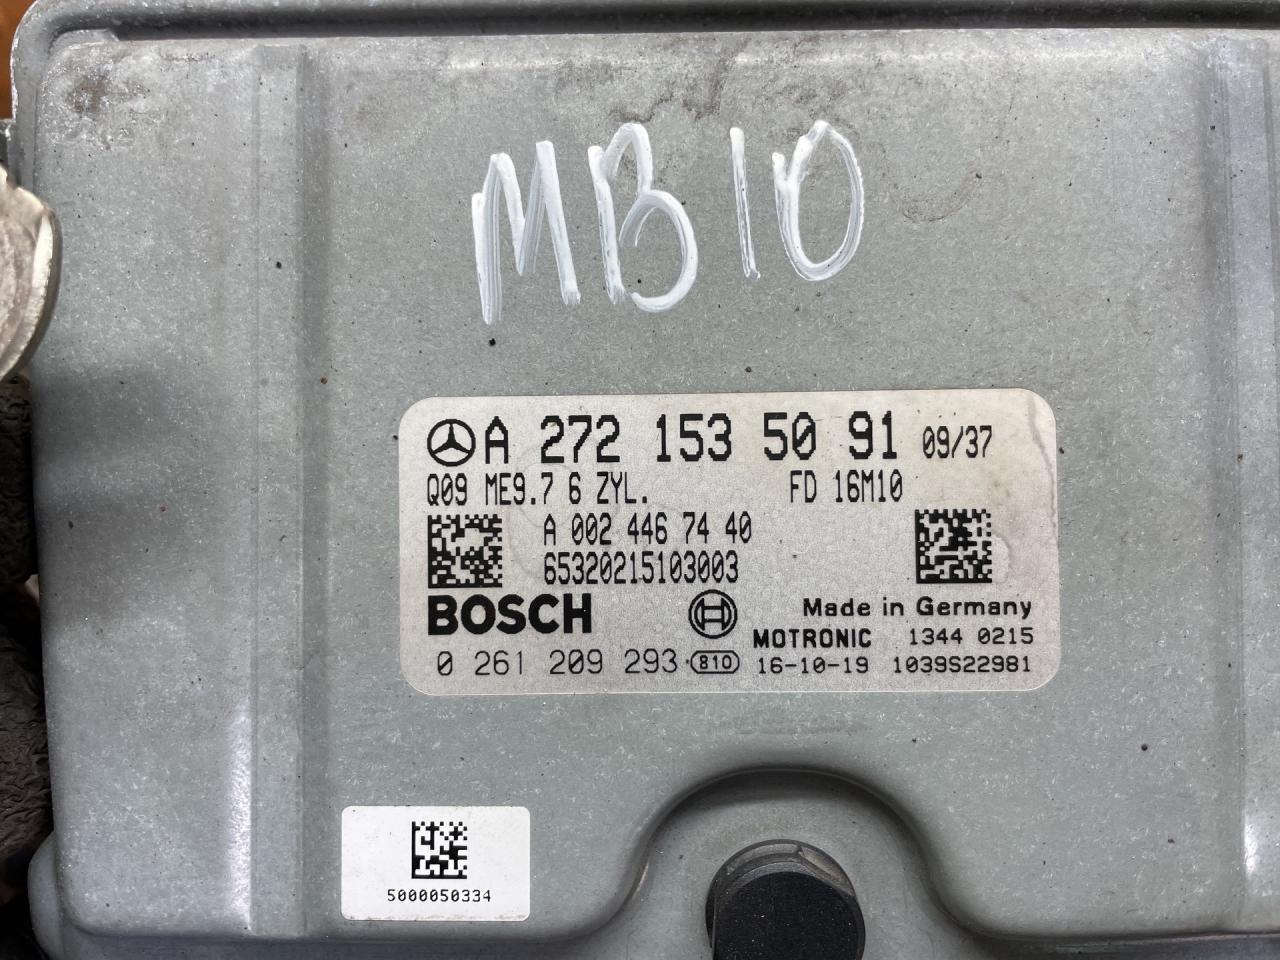 MB10
A 272 153 50 91 09/37
Q09 ME9.7 6 ZYL. FD 16M10
A 002 446 74 40
65320215103003
BOSCH
Made in Germany
MOTRONIC 1344 0215
0 261 209 293 810 16-10-19 1039S22981
5000050334